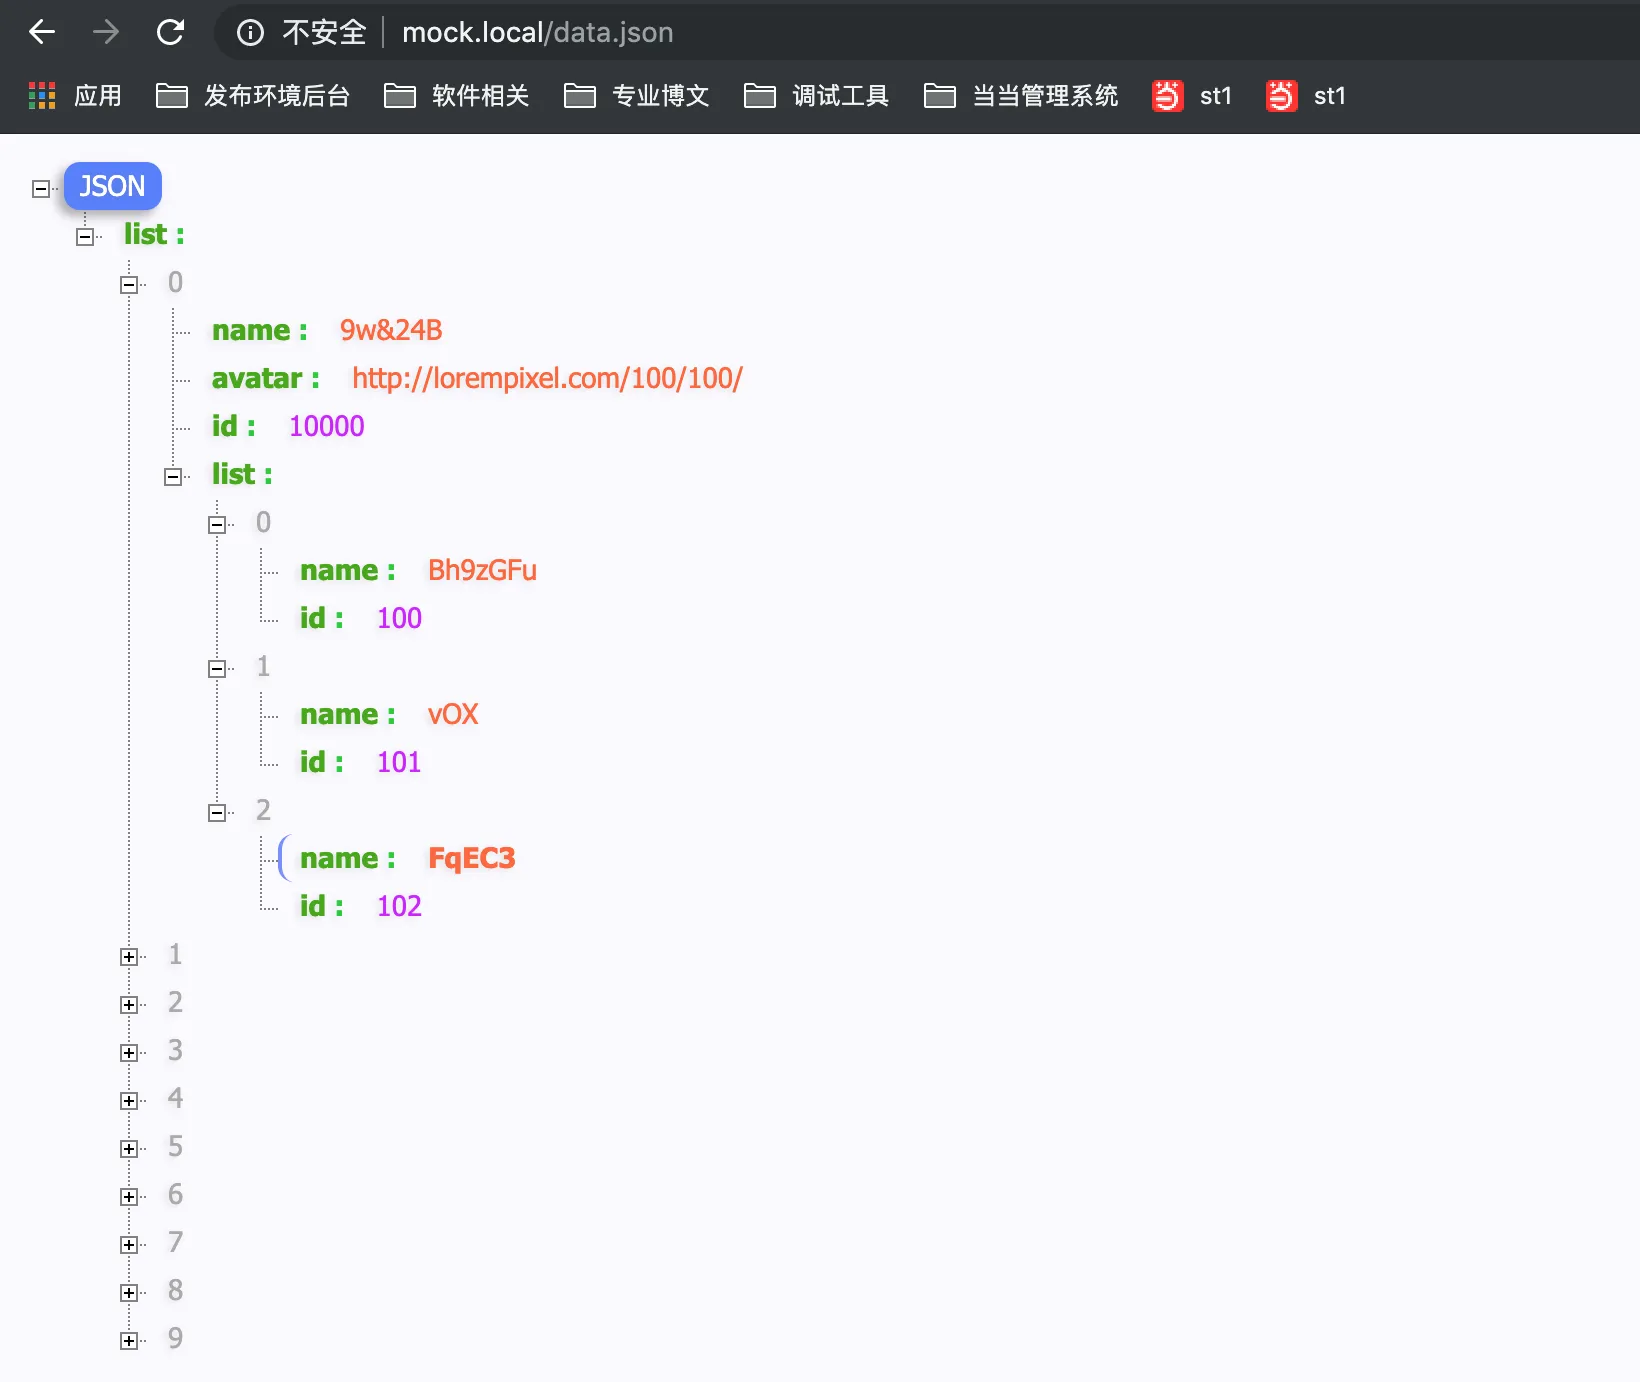 不安全 mock.local/data.json
应用 发布环境后台 软件相关 专业博文 调试工具 当当管理系统 当 st1 当 st1
JSON
list :
0
name : 9w&24B
avatar : http://lorempixel.com/100/100/
id : 10000
list :
0
name : Bh9zGFu
id : 100
1
name : vOX
id : 101
2
name : FqEC3
id : 102
1
2
3
4
5
6
7
8
9